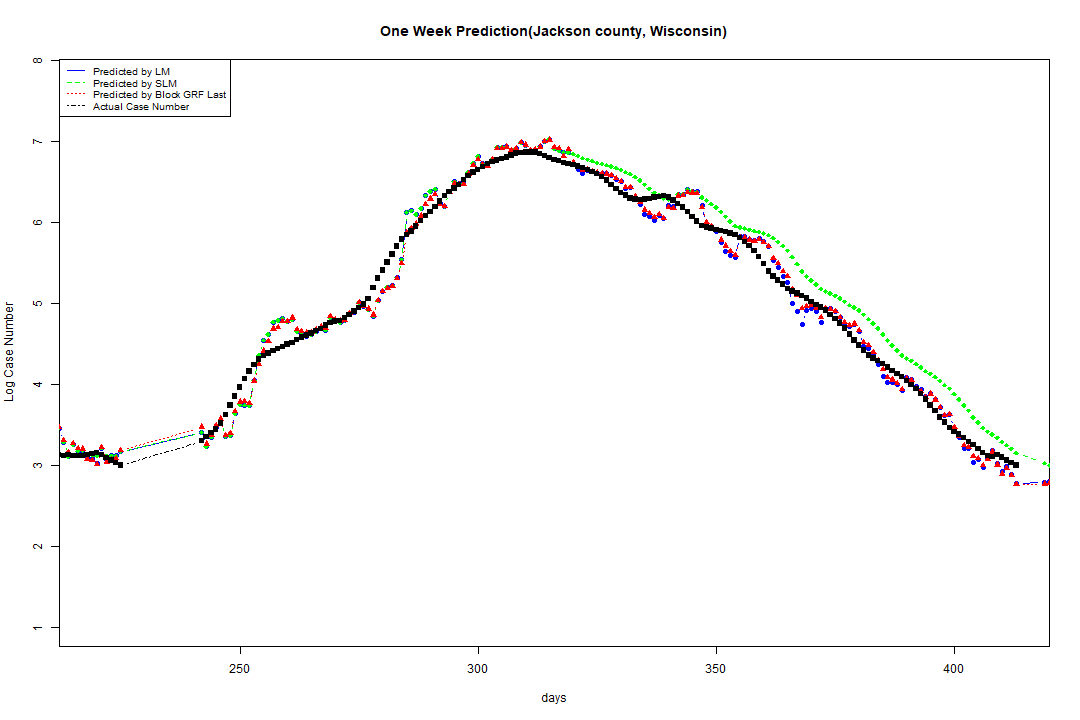 One Week Prediction(Jackson county, Wisconsin)
Predicted by LM
Predicted by SLM
Predicted by Block GRF Last
Actual Case Number
8
7
6
5
4
3
2
1
Log Case Number
250 300 350 400
days